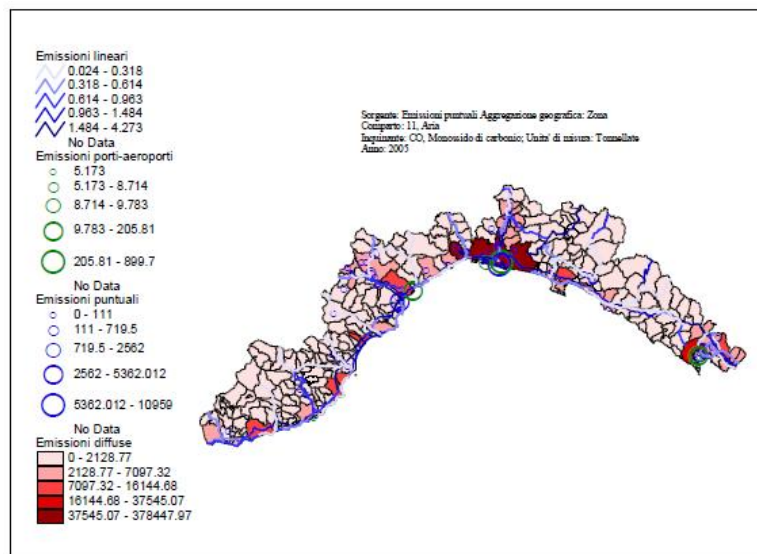 Emissioni lineari
0.024 - 0.318
0.318 - 0.614
0.614 - 0.963
0.963 - 1.484
1.484 - 4.273
No Data
Emissioni porti-aeroporti
5.173
5.173 - 8.714
8.714 - 9.783
9.783 - 205.81
205.81 - 899.7
No Data
Emissioni puntuali
0 - 111
111 - 719.5
719.5 - 2562
2562 - 5362.012
5362.012 - 10959
No Data
Emissioni diffuse
0 - 2128.77
2128.77 - 7097.32
7097.32 - 16144.68
16144.68 - 37545.07
37545.07 - 378447.97
Sorgente: Emissioni puntuali Aggregazione geografica: Zona
Comparto: 11, Aria
Inquinante: CO, Monossido di carbonio; Unita' di misura: Tonnellate
Anno: 2005